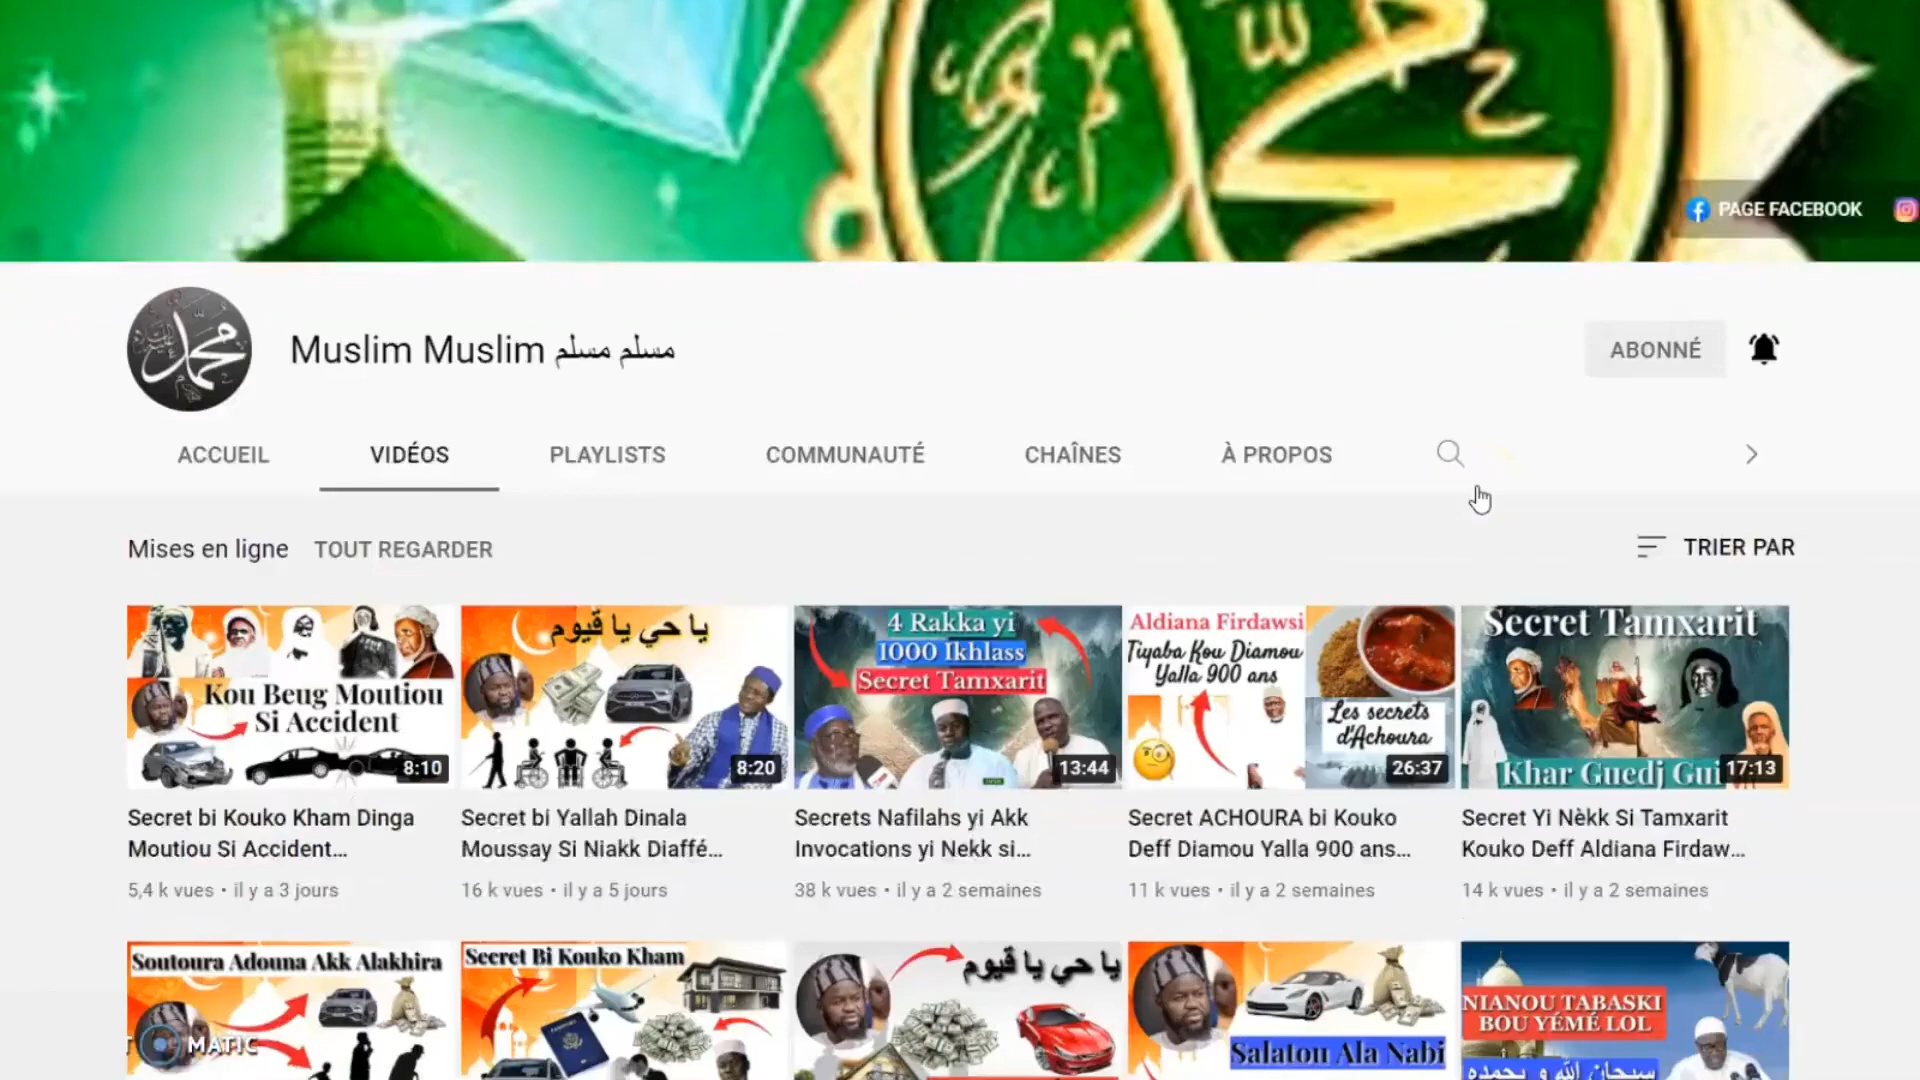 محمد
PAGE FACEBOOK
Muslim Muslim مسلم مسلم
ABONNÉ
ACCUEIL
VIDÉOS
PLAYLISTS
COMMUNAUTÉ
CHAÎNES
À PROPOS
Mises en ligne
TOUT REGARDER
TRIER PAR
Kou Beug Moutiou
Si Accident
8:10
Secret bi Kouko Kham Dinga
Moutiou Si Accident...
5,4 k vues • il y a 3 jours
يا حي يا قيوم
8:20
Secret bi Yallah Dinala
Moussay Si Niakk Diaffé...
16 k vues • il y a 5 jours
4 Rakka yi
1000 Ikhlass
Secret Tamxarit
13:44
Secrets Nafilahs yi Akk
Invocations yi Nekk si...
38 k vues • il y a 2 semaines
Aldiana Firdawsi
Tiyaba Kou Diamou
Yalla 900 ans
Les secrets
d'Achoura
26:37
Secret ACHOURA bi Kouko
Deff Diamou Yalla 900 ans...
11 k vues • il y a 2 semaines
Secret Tamxarit
Khar Guedj Gui
17:13
Secret Yi Nèkk Si Tamxarit
Kouko Deff Aldiana Firdaw...
14 k vues • il y a 2 semaines
Soutoura Adouna Akk Alakhira
MATIC
Secret Bi Kouko Kham
يا حي يا قيوم
Salatou Ala Nabi
NIANOU TABASKI
BOU YÉMÉ LOL
سبحان الله و بحمده